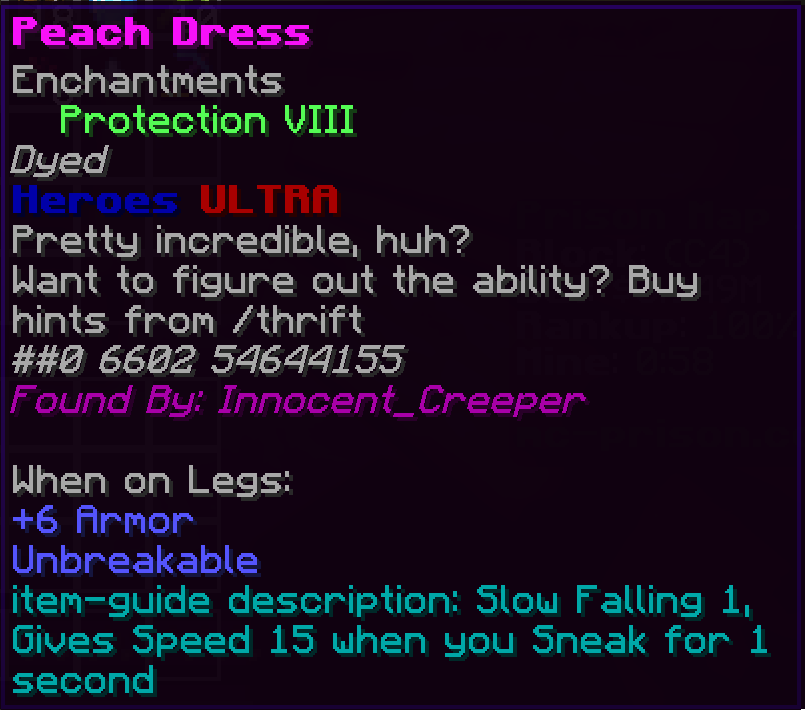 Peach Dress
Enchantments
Protection VIII
Dyed
Heroes ULTRA
Pretty incredible, huh?
Want to figure out the ability? Buy
hints from /thrift
##0 6602 54644155
Found By: Innocent_Creeper
When on Legs:
+6 Armor
Unbreakable
item-guide description: Slow Falling 1,
Gives Speed 15 when you Sneak for 1
second